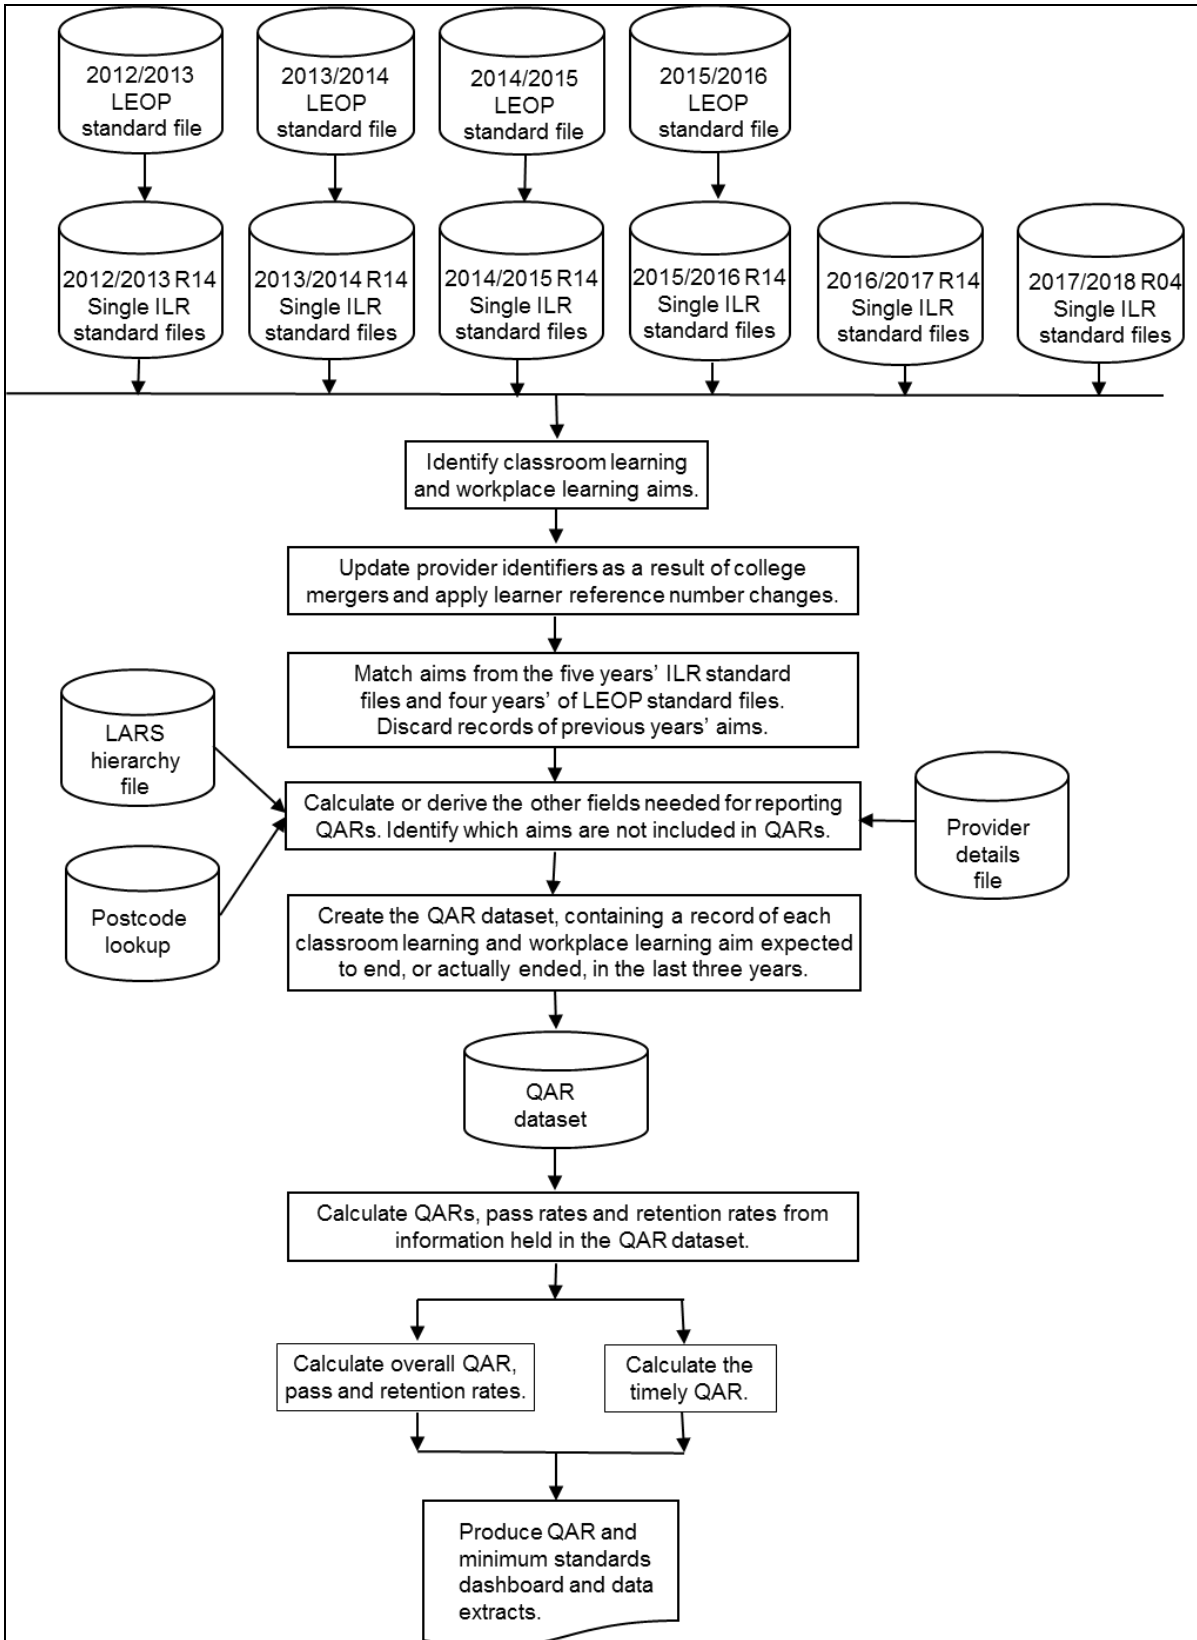 2012/2013
LEOP
standard file
2013/2014
LEOP
standard file
2014/2015
LEOP
standard file
2015/2016
LEOP
standard file
2012/2013 R14
Single ILR
standard files
2013/2014 R14
Single ILR
standard files
2014/2015 R14
Single ILR
standard files
2015/2016 R14
Single ILR
standard files
2016/2017 R14
Single ILR
standard files
2017/2018 R04
Single ILR
standard files
Identify classroom learning
and workplace learning aims.
Update provider identifiers as a result of college
mergers and apply learner reference number changes.
Match aims from the five years’ ILR standard
files and four years’ of LEOP standard files.
Discard records of previous years’ aims.
LARS
hierarchy
file
Calculate or derive the other fields needed for reporting
QARs. Identify which aims are not included in QARs.
Provider
details
file
Postcode
lookup
Create the QAR dataset, containing a record of each
classroom learning and workplace learning aim expected
to end, or actually ended, in the last three years.
QAR
dataset
Calculate QARs, pass rates and retention rates from
information held in the QAR dataset.
Calculate overall QAR,
pass and retention rates.
Calculate the
timely QAR.
Produce QAR and
minimum standards
dashboard and data
extracts.